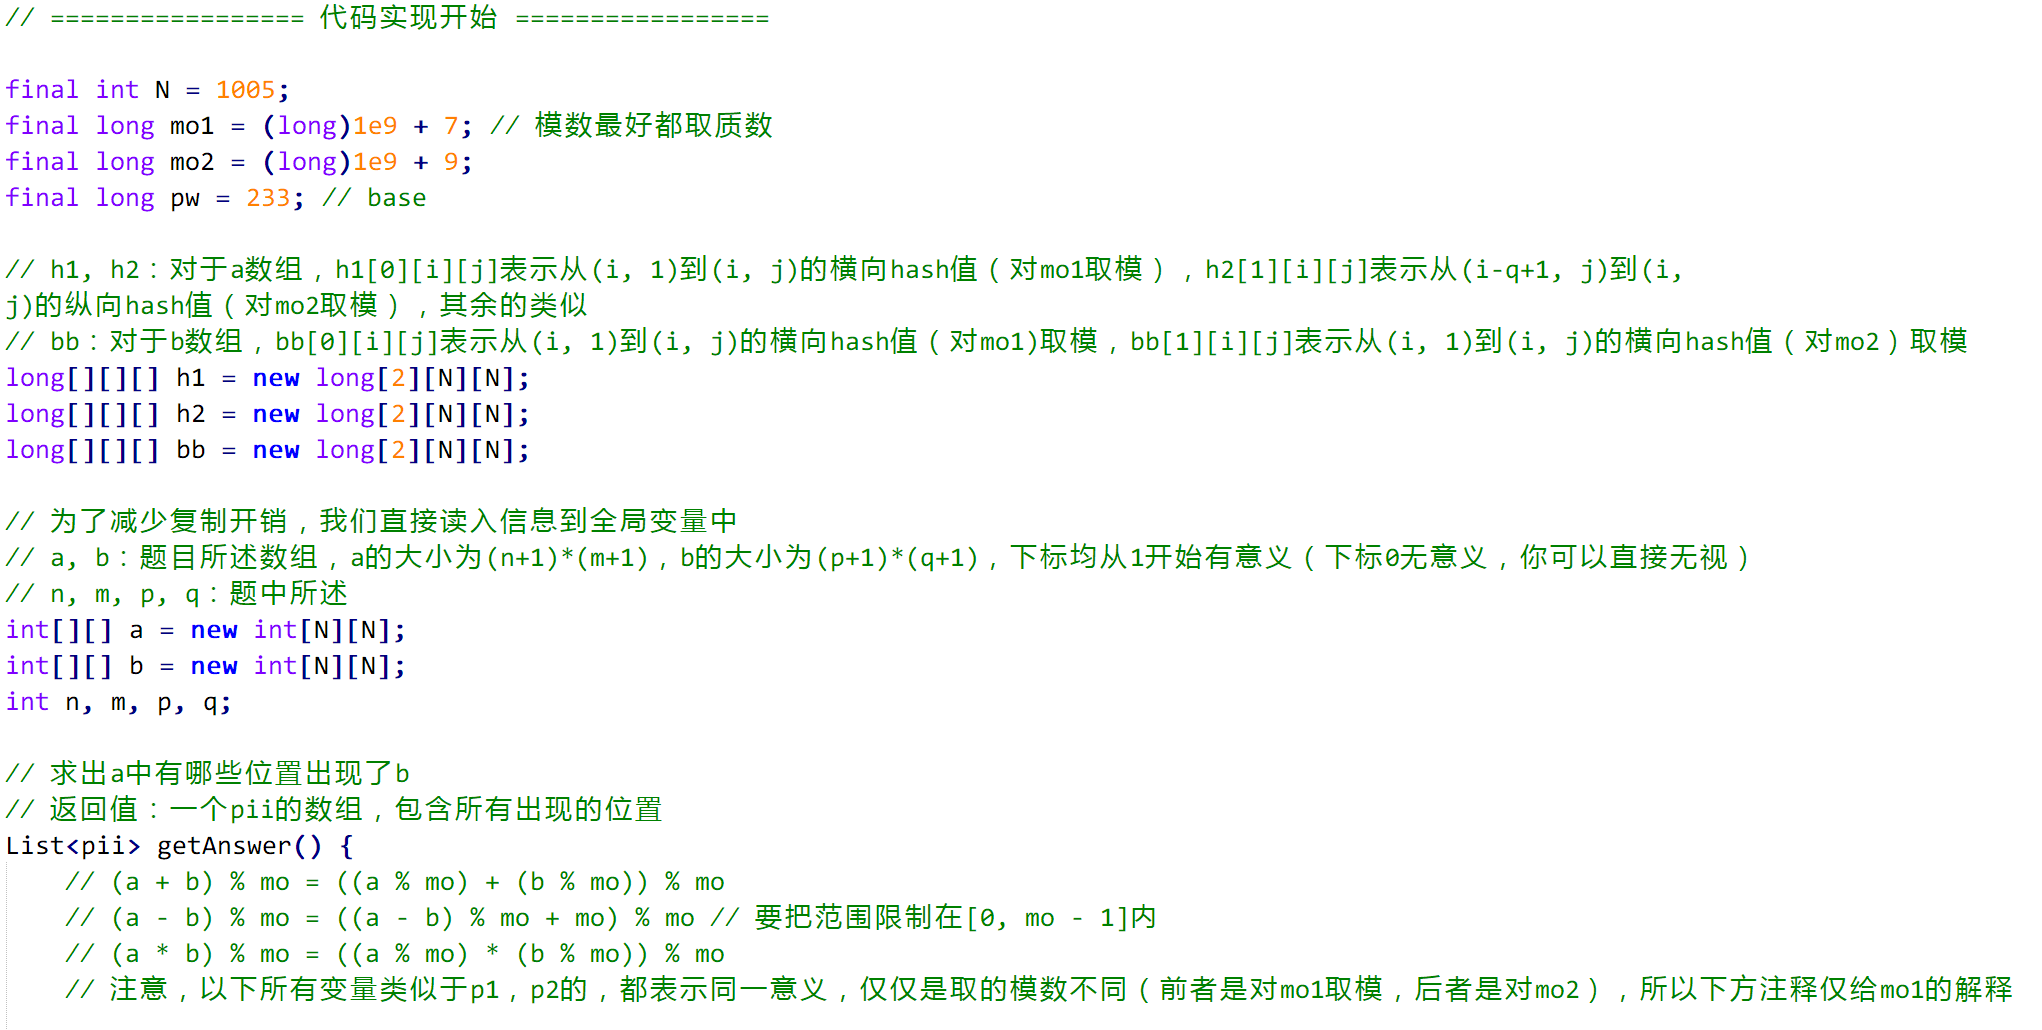 // ================= 代码实现开始 =================
final int N = 1005;
final long mo1 = (long)1e9 + 7; // 模数最好都取质数
final long mo2 = (long)1e9 + 9;
final long pw = 233; // base
// h1, h2：对于a数组，h1[0][i][j]表示从(i, 1)到(i, j)的横向hash值（对mo1取模），h2[1][i][j]表示从(i-q+1, j)到(i,
j)的纵向hash值（对mo2取模），其余的类似
// bb：对于b数组，bb[0][i][j]表示从(i, 1)到(i, j)的横向hash值（对mo1)取模，bb[1][i][j]表示从(i, 1)到(i, j)的横向hash值（对mo2）取模
long[][][] h1 = new long[2][N][N];
long[][][] h2 = new long[2][N][N];
long[][][] bb = new long[2][N][N];
// 为了减少复制开销，我们直接读入信息到全局变量中
// a, b：题目所述数组，a的大小为(n+1)*(m+1)，b的大小为(p+1)*(q+1)，下标均从1开始有意义（下标0无意义，你可以直接无视）
// n, m, p, q：题中所述
int[][] a = new int[N][N];
int[][] b = new int[N][N];
int n, m, p, q;
// 求出a中有哪些位置出现了b
// 返回值：一个pii的数组，包含所有出现的位置
List<pii> getAnswer() {
// (a + b) % mo = ((a % mo) + (b % mo)) % mo
// (a - b) % mo = ((a - b) % mo + mo) % mo // 要把范围限制在[0, mo - 1]内
// (a * b) % mo = ((a % mo) * (b % mo)) % mo
// 注意，以下所有变量类似于p1，p2的，都表示同一意义，仅仅是取的模数不同（前者是对mo1取模，后者是对mo2），所以下方注释仅给mo1的解释